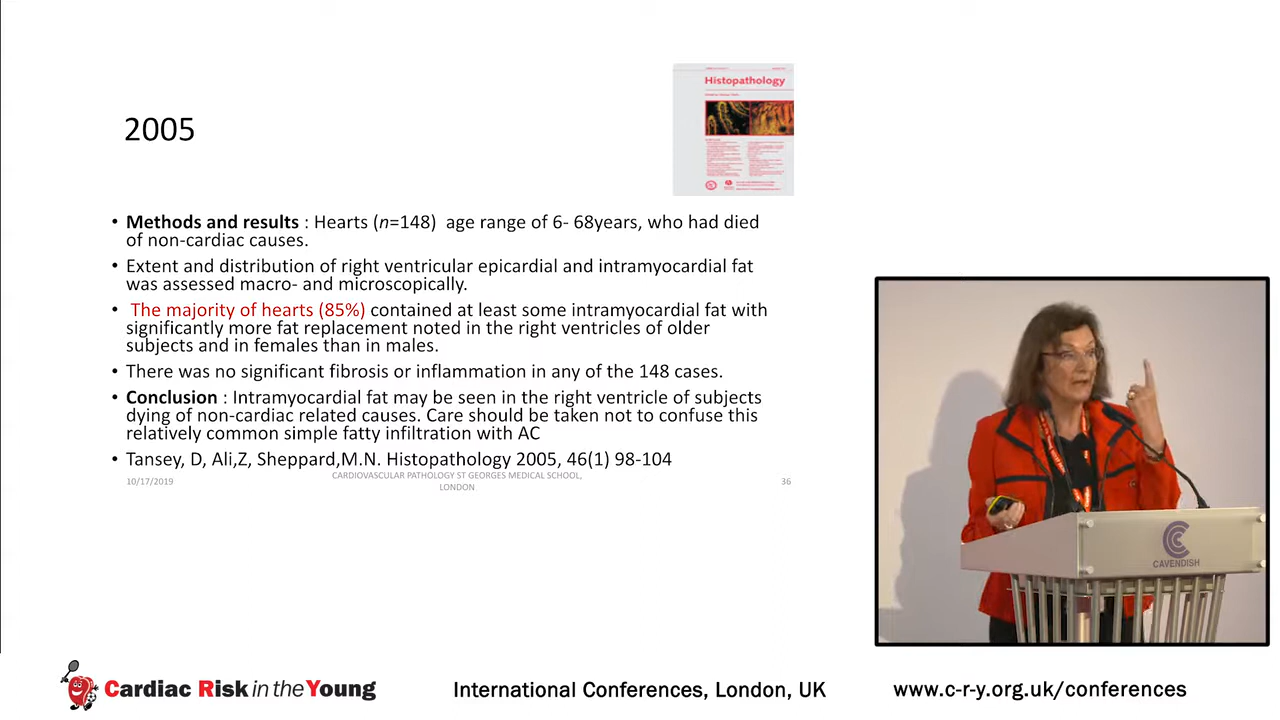 Histopathology
2005
• Methods and results : Hearts (n=148) age range of 6- 68years, who had died
of non-cardiac causes.
• Extent and distribution of right ventricular epicardial and intramyocardial fat
was assessed macro- and microscopically.
• The majority of hearts (85%) contained at least some intramyocardial fat with
significantly more fat replacement noted in the right ventricles of older
subjects and in females than in males.
• There was no significant fibrosis or inflammation in any of the 148 cases.
• Conclusion : Intramyocardial fat may be seen in the right ventricle of subjects
dying of non-cardiac related causes. Care should be taken not to confuse this
relatively common simple fatty infiltration with AC
• Tansey, D, Ali,Z, Sheppard,M.N. Histopathology 2005, 46(1) 98-104
10/17/2019
CARDIOVASCULAR PATHOLOGY ST GEORGES MEDICAL SCHOOL,
LONDON
36
CAVENDISH
Cardiac Risk in the Young
International Conferences, London, UK
www.c-r-y.org.uk/conferences